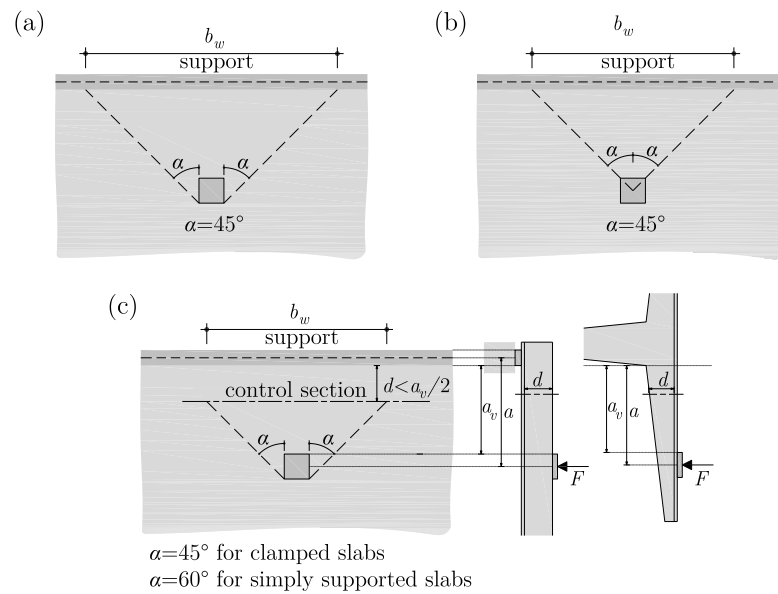 (a)
b_w
support
α α
α=45°
(b)
b_w
support
α α
α=45°
(c)
b_w
support
control section
d<a_v/2
α α
α=45° for clamped slabs
α=60° for simply supported slabs
d
a_v
a
F
d
a_v
a
F